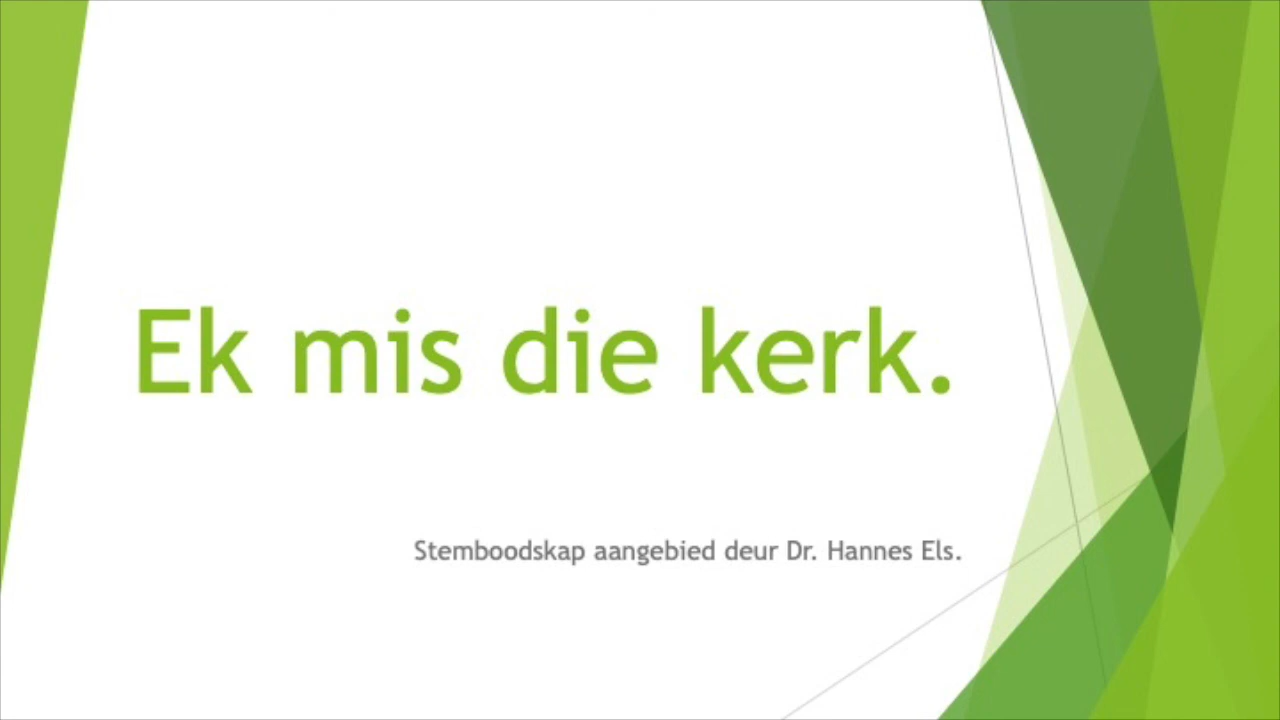 Ek mis die kerk.
Stemboodskap aangebied deur Dr. Hannes Els.